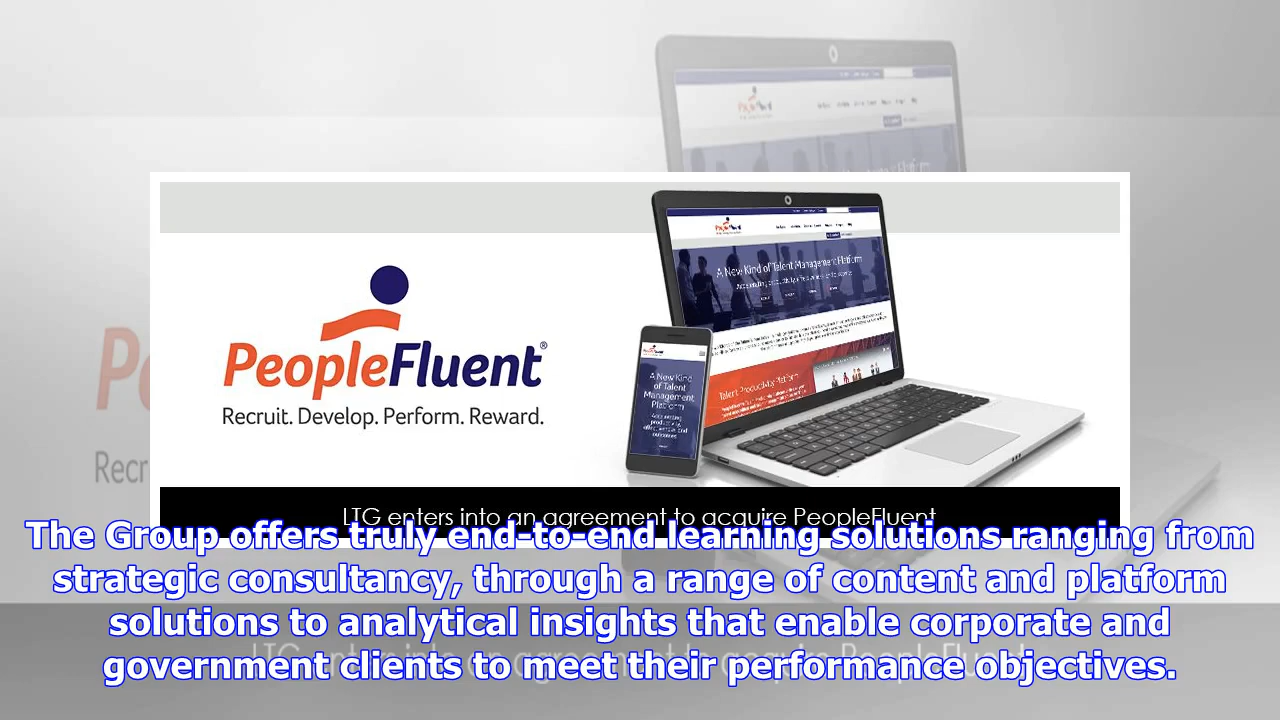 PeopleFluent®
Recruit. Develop. Perform. Reward.
A New Kind of Talent Management Platform
Talent Productivity Platform
A New Kind
of Talent
Management
Platform
LTG enters into an agreement to acquire PeopleFluent
The Group offers truly end-to-end learning solutions ranging from
strategic consultancy, through a range of content and platform
solutions to analytical insights that enable corporate and
government clients to meet their performance objectives.